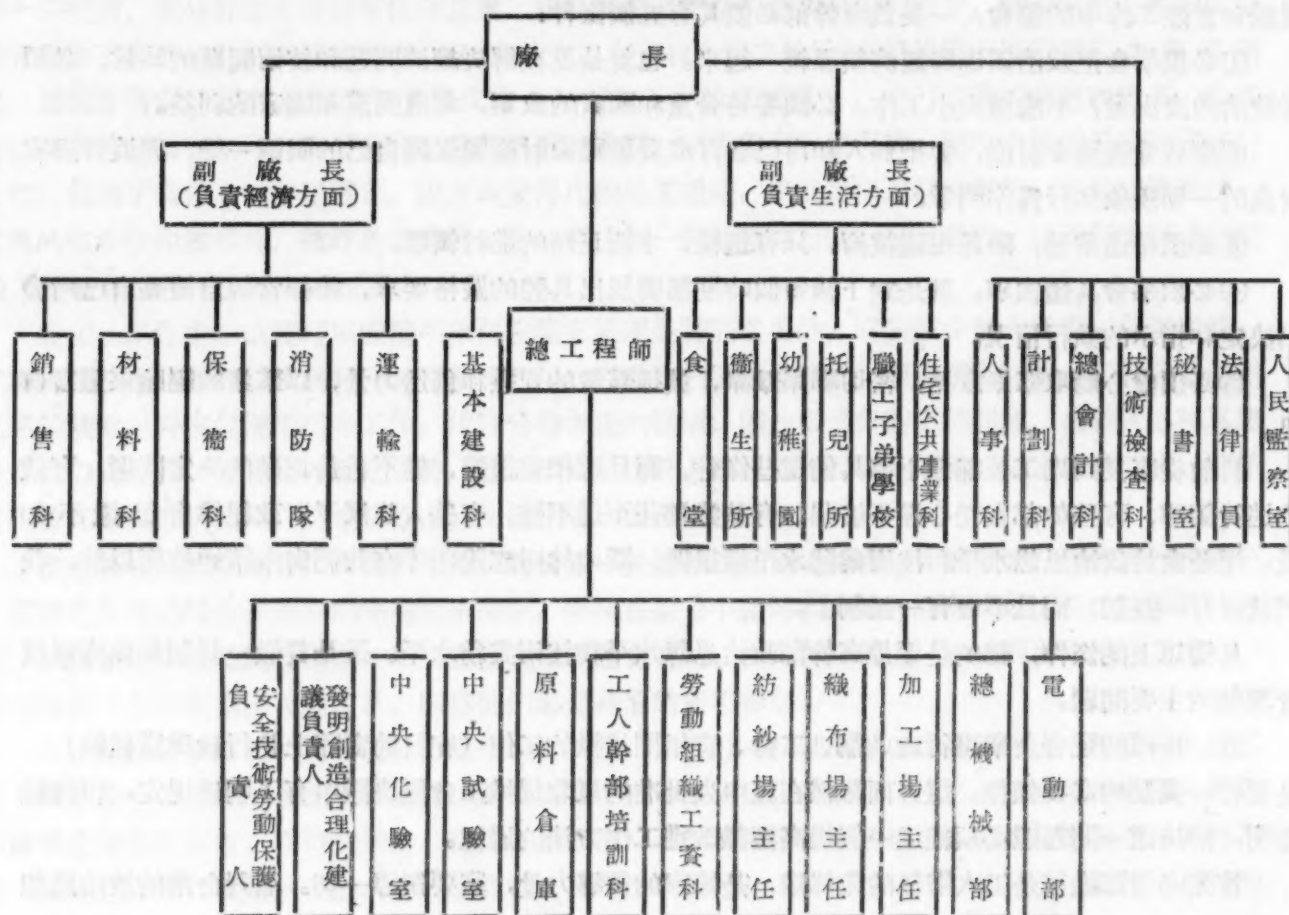 廠長
副廠長
(負責經濟方面)
副廠長
(負責生活方面)
銷售科
材料科
保衞科
消防隊
運輸科
基本建設科
總工程師
食堂
衞生所
幼稚園
托兒所
職工子弟學校
住宅公共事業科
人事科
計劃科
總會計科
技術檢查科
秘書室
法律員
人民監察室
安全技術勞動保護
負責人
發明創造合理化建
議負責人
中央化驗室
中央試驗室
原料倉庫
工人幹部培訓科
勞動組織工資科
紡紗場主任
織布場主任
加工場主任
總機械部
電動部